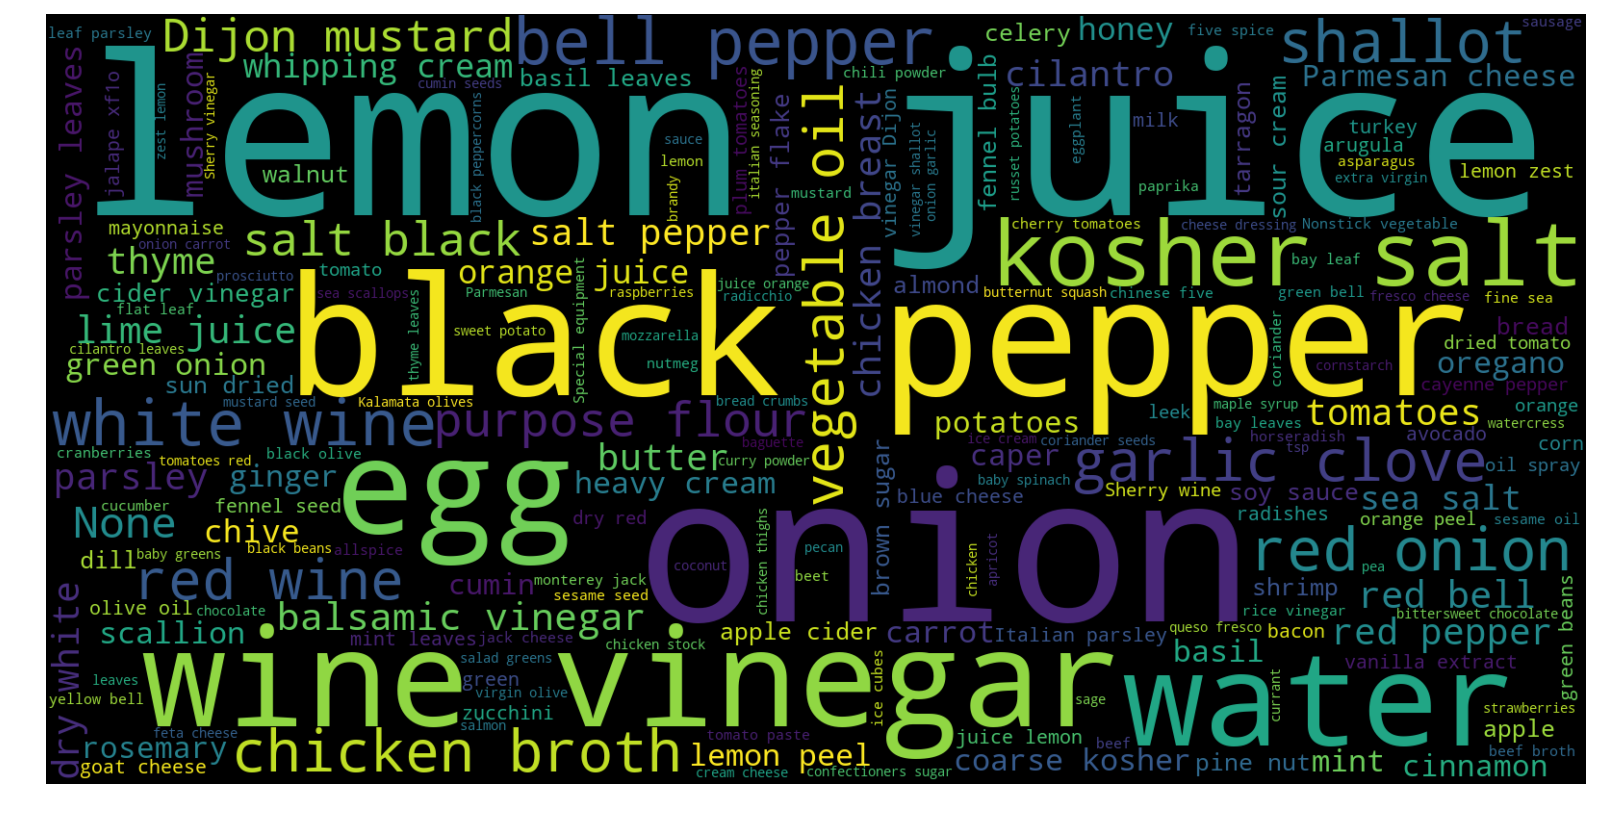 lemon juice
black pepper
onion
egg
wine vinegar
water
kosher salt
bell pepper
Dijon mustard
shallot
whipping cream
basil leaves
leaf parsley
parsley leaves
jalape xf1o
zest lemon
mushroom
Sherry vinegar
cumin seeds
black peppercorns
walnut
sauce
lemon
brandy
plum tomatoes
italian seasoning
pepper flake
mustard
chili powder
vegetable oil
chicken breast
vinegar Dijon
vinegar shallot
onion garlic
celery
honey
five spice
sausage
cilantro
Parmesan cheese
fennel bulb
russet potatoes
eggplant
milk
paprika
tarragon
sour cream
turkey
arugula
asparagus
extra virgin
lemon zest
mayonnaise
onion carrot
thyme
salt black
salt pepper
prosciutto
tomato
orange juice
cider vinegar
flat leaf
sea scallops
Parmesan
raspberries
juice orange
radicchio
lime juice
cilantro leaves
green onion
sun dried
mustard seed
thyme leaves
sweet potato
Special equipment
mozzarella
nutmeg
Kalamata olives
bread crumbs
almond
cherry tomatoes
cheese dressing
Nonstick vegetable
bay leaf
butternut squash
chinese five
green bell
fresco cheese
fine sea
bread
dried tomato
coriander
cornstarch
oregano
cayenne pepper
white wine
purpose flour
potatoes
leek
maple syrup
bay leaves
tomatoes
orange
watercress
cranberries
tomatoes red
black olive
baguette
curry powder
butter
ice cream
coriander seeds
horseradish
tsp
avocado
corn
parsley
ginger
heavy cream
caper
baby spinach
garlic clove
oil spray
cucumber
fennel seed
dry red
brown sugar
blue cheese
Sherry wine
soy sauce
sea salt
None
chive
radishes
orange peel
sesame oil
dill
baby greens
black beans
allspice
chicken thighs
pecan
coconut
chicken
apricot
red onion
pea
red wine
cumin
monterey jack
sesame seed
beet
shrimp
red bell
olive oil
chocolate
balsamic vinegar
rice vinegar
bittersweet chocolate
green beans
dry white
scallion
mint leaves
jack cheese
chicken stock
apple cider
carrot
Italian parsley
queso fresco
bacon
red pepper
basil
vanilla extract
leaves
yellow bell
salad greens
green
virgin olive
zucchini
salmon
ice cubes
sage
currant
strawberries
feta cheese
rosemary
goat cheese
chicken broth
tomato paste
lemon peel
cream cheese
confectioners sugar
juice lemon
beef
coarse kosher
pine nut
mint
apple
beef broth
cinnamon